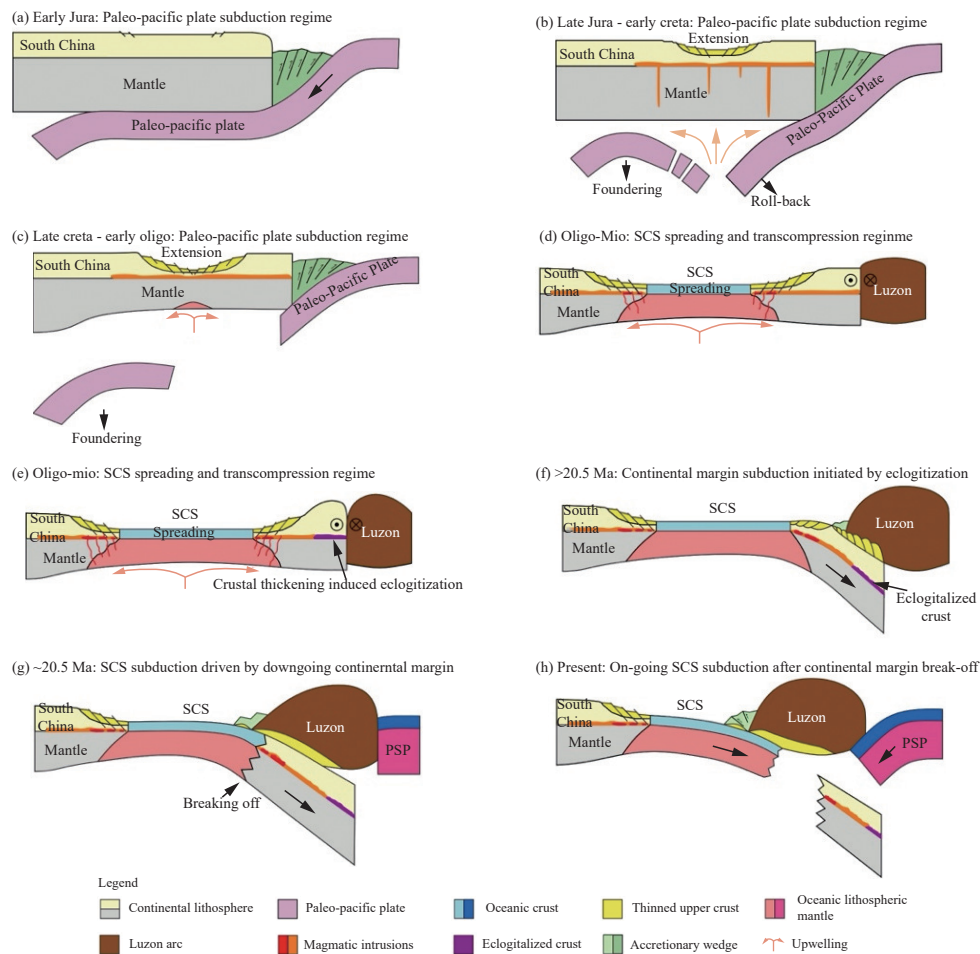 (a) Early Jura: Paleo-pacific plate subduction regime
South China
Mantle
Paleo-pacific plate
(b) Late Jura - early creta: Paleo-pacific plate subduction regime
Extension
South China
Mantle
Paleo-Pacific Plate
Foundering
Roll-back
(c) Late creta - early oligo: Paleo-pacific plate subduction regime
Extension
South China
Mantle
Paleo-Pacific Plate
Foundering
(d) Oligo-Mio: SCS spreading and transcompression reginme
South
China
SCS
Spreading
Mantle
Luzon
(e) Oligo-mio: SCS spreading and transcompression regime
South
China
SCS
Spreading
Mantle
Luzon
Crustal thickening induced eclogitization
(f) >20.5 Ma: Continental margin subduction initiated by eclogitization
South
China
SCS
Mantle
Luzon
Eclogitalized
crust
(g) ~20.5 Ma: SCS subduction driven by downgoing continerntal margin
South
China
SCS
Mantle
Luzon
PSP
Breaking off
(h) Present: On-going SCS subduction after continental margin break-off
South
China
SCS
Mantle
Luzon
PSP
Legend
Continental lithosphere
Paleo-pacific plate
Oceanic crust
Thinned upper crust
Oceanic lithospheric
mantle
Luzon arc
Magmatic intrusions
Eclogitalized crust
Accretionary wedge
Upwelling